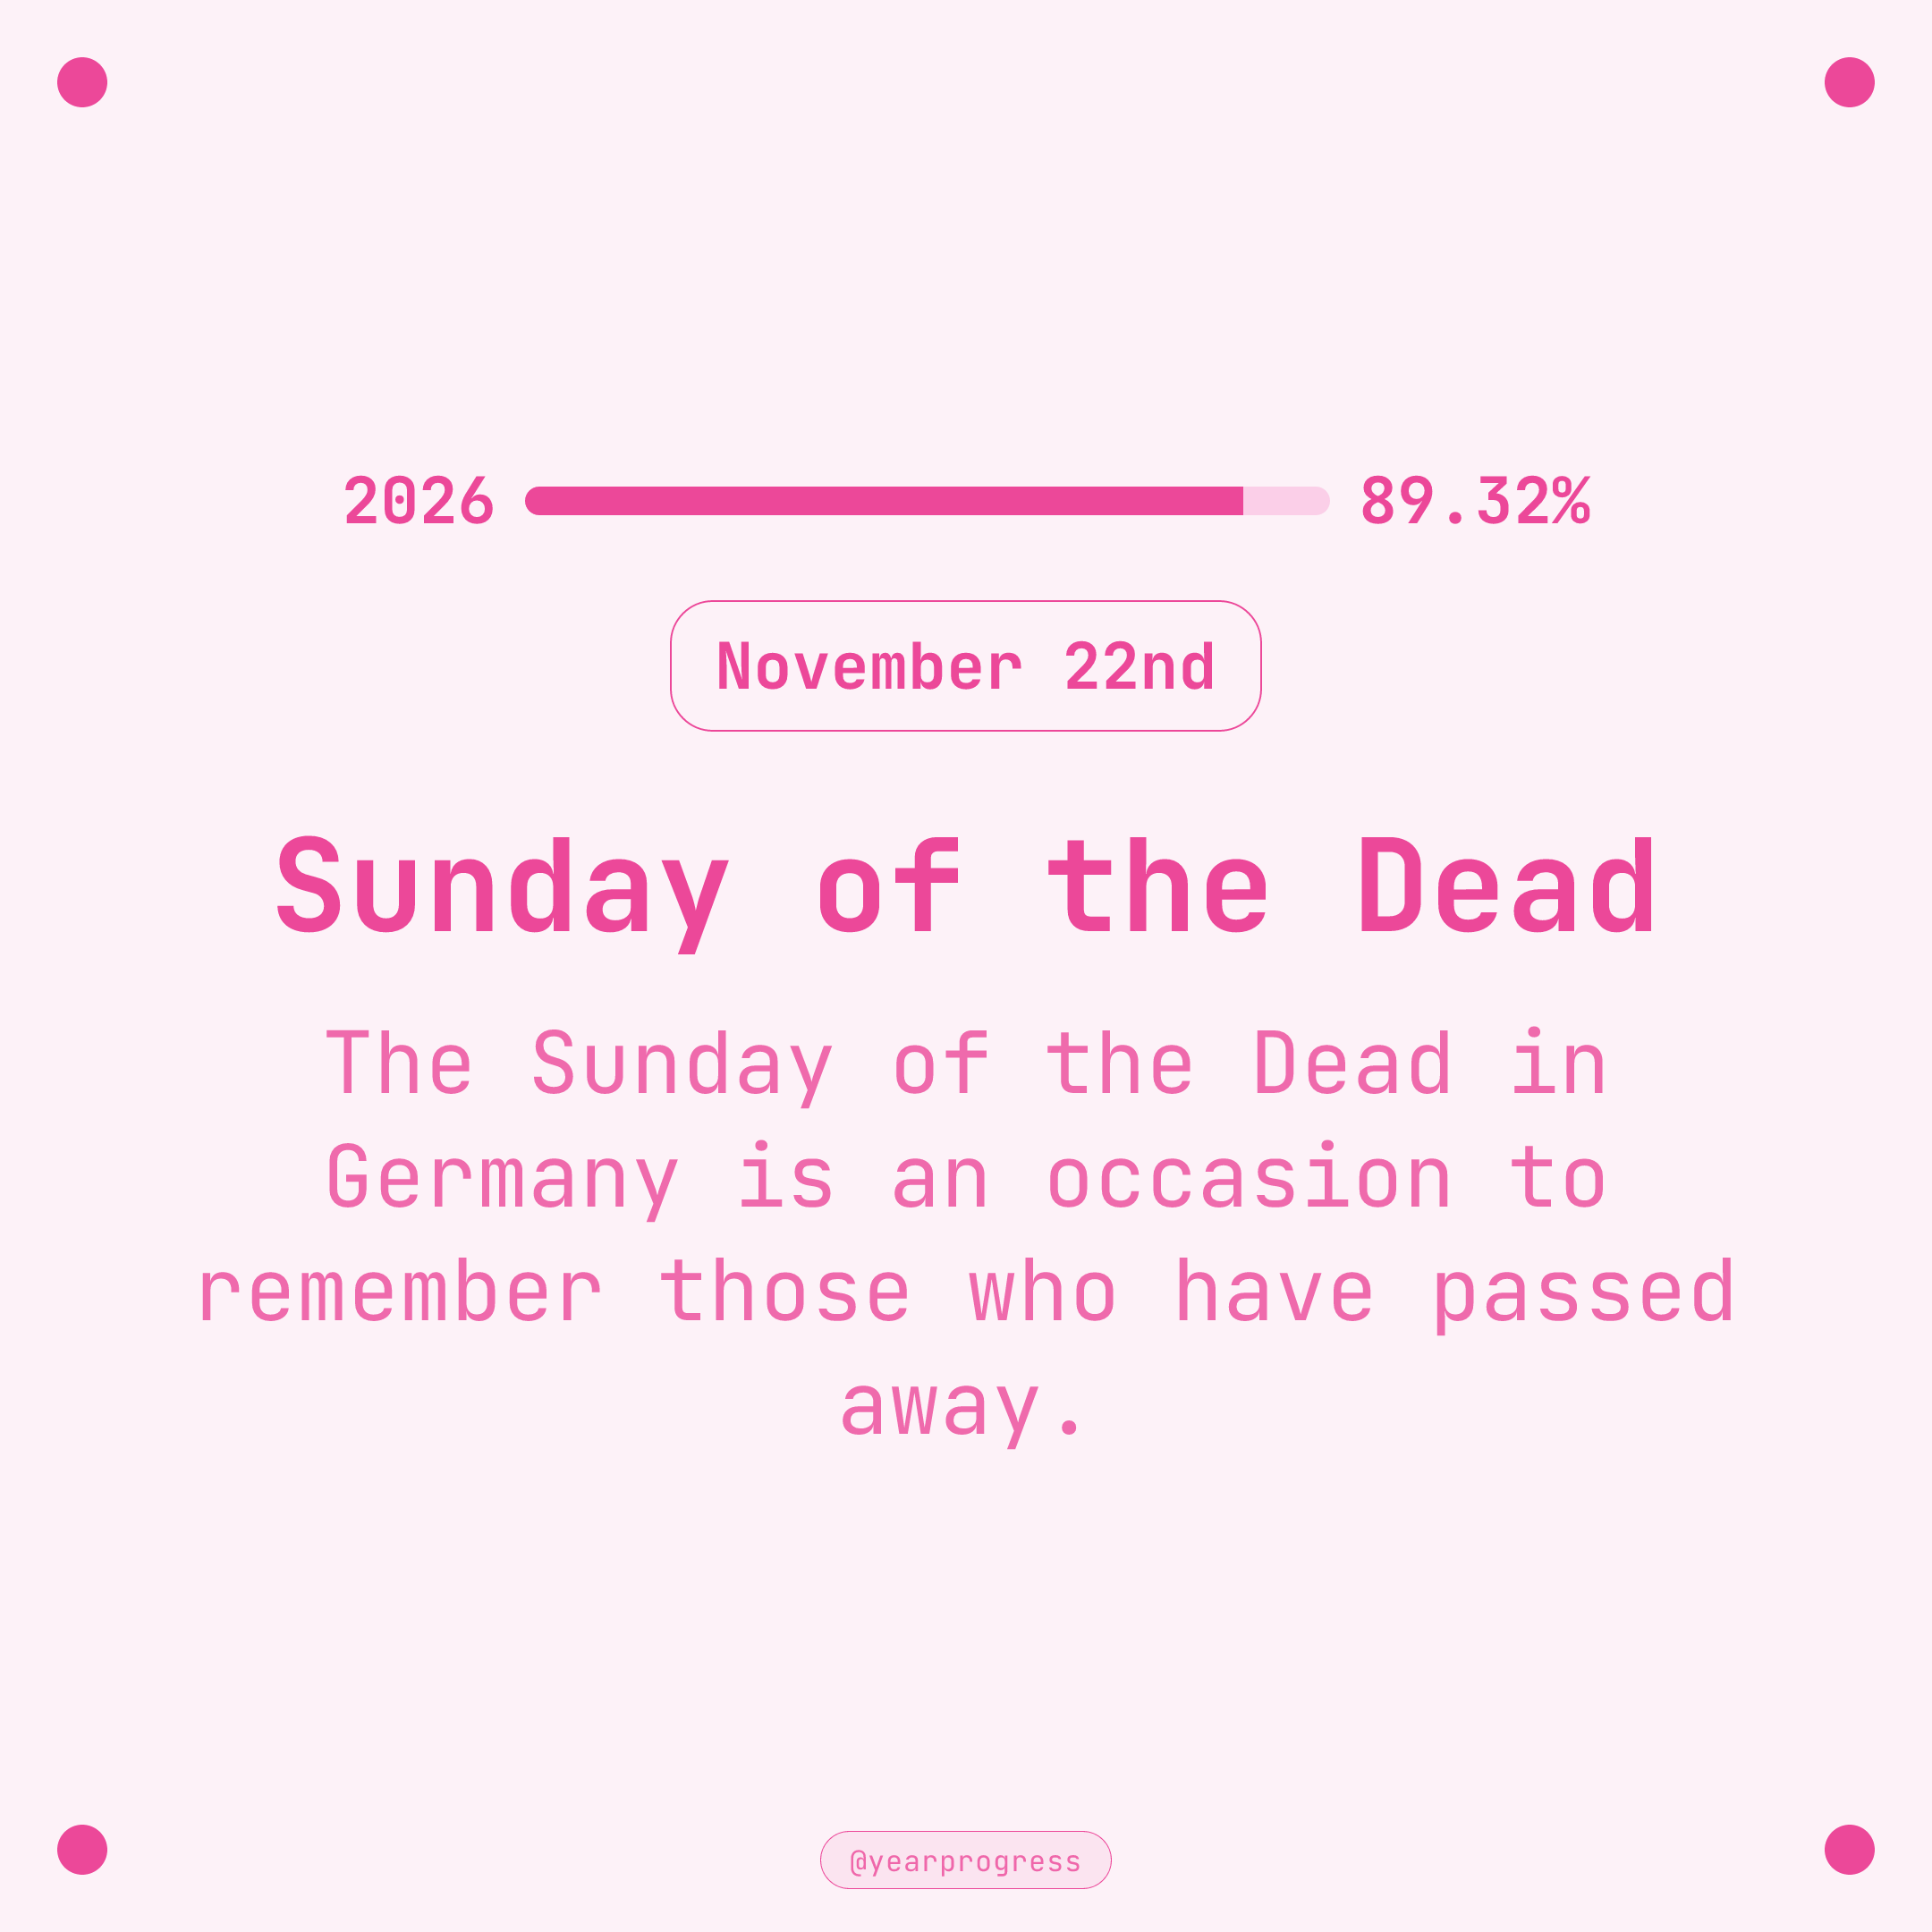 2026 89.32%
November 22nd
Sunday of the Dead
The Sunday of the Dead in
Germany is an occasion to
remember those who have passed
away.
@yearprogress